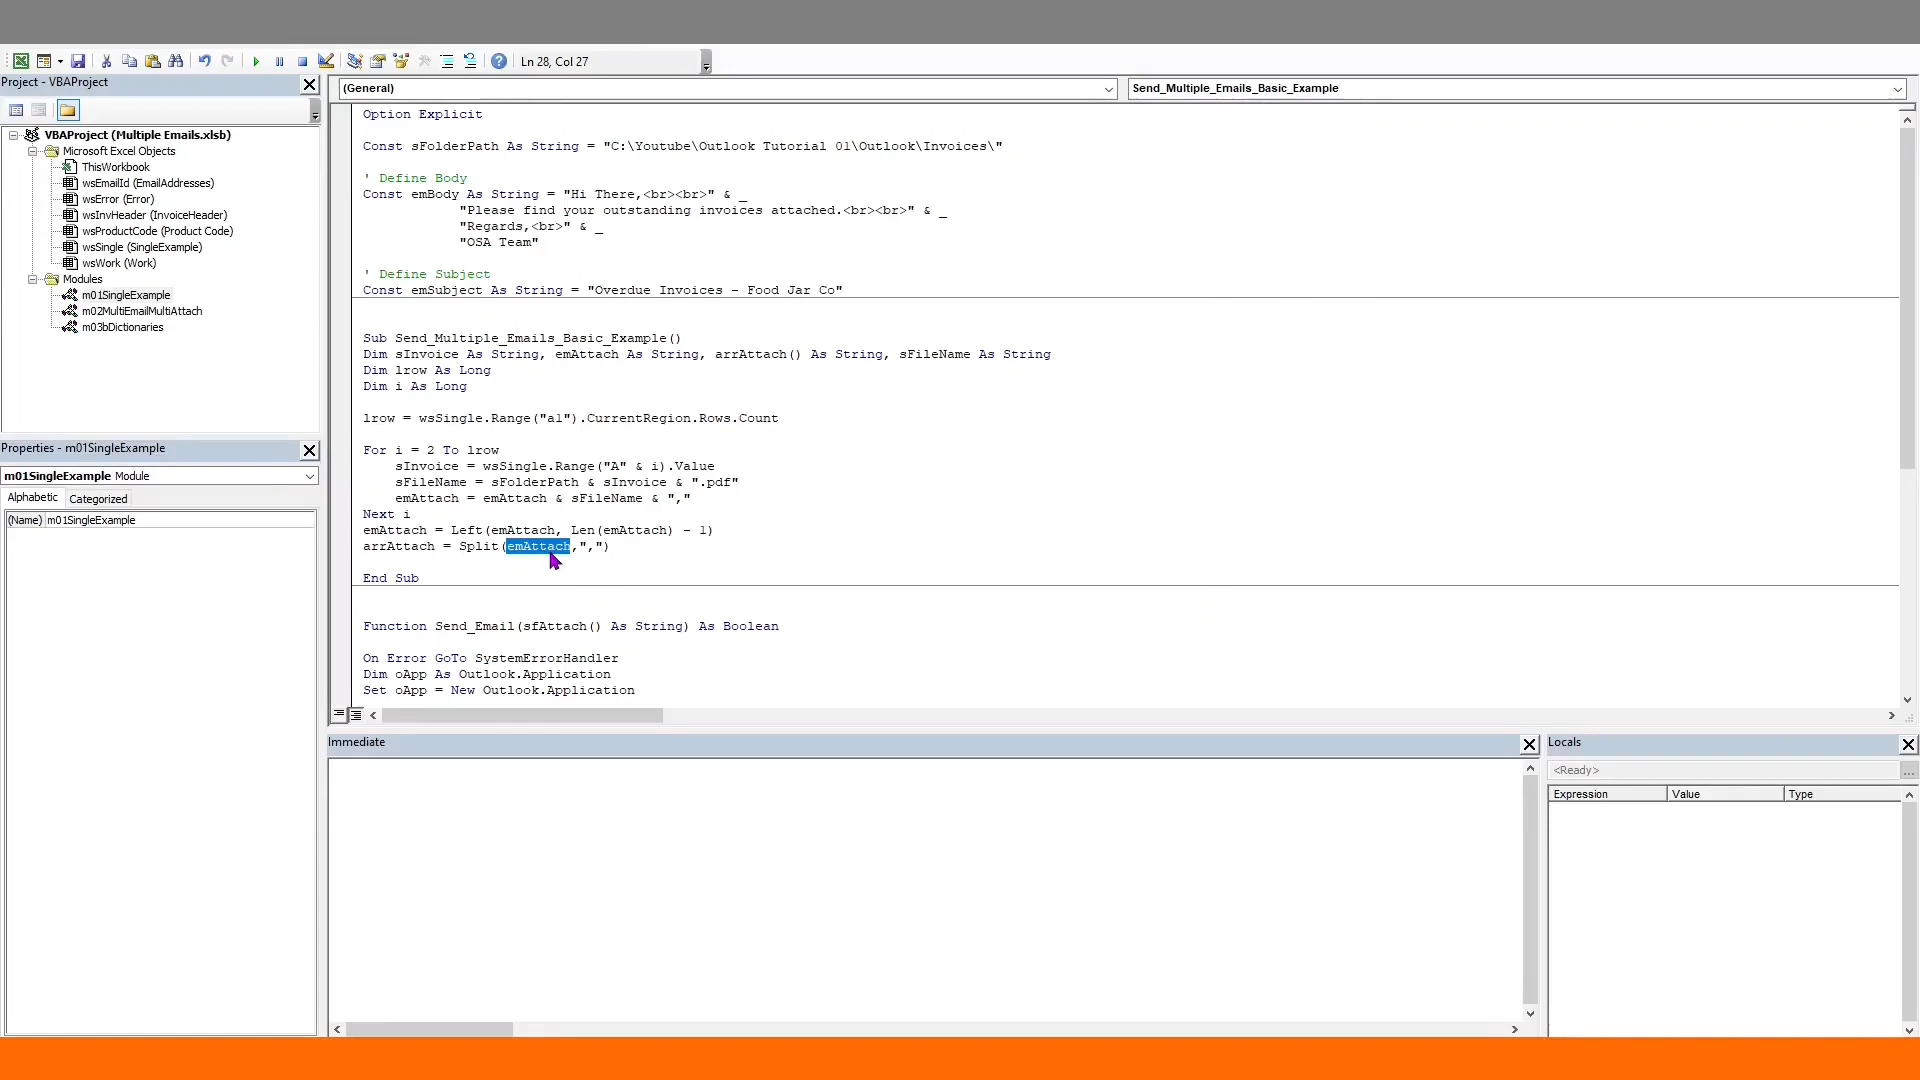 Ln 28, Col 27
Project - VBAProject
VBAProject (Multiple Emails.xlsb)
Microsoft Excel Objects
ThisWorkbook
wsEmailId (EmailAddresses)
wsError (Error)
wsInvHeader (InvoiceHeader)
wsProductCode (Product Code)
wsSingle (SingleExample)
wsWork (Work)
Modules
m01SingleExample
m02MultiEmailMultiAttach
m03bDictionaries
Properties - m01SingleExample
m01SingleExample Module
Alphabetic Categorized
(Name) m01SingleExample
(General) Send_Multiple_Emails_Basic_Example
Option Explicit
Const sFolderPath As String = "C:\Youtube\Outlook Tutorial 01\Outlook\Invoices\"
' Define Body
Const emBody As String = "Hi There,<br><br>" & _
"Please find your outstanding invoices attached.<br><br>" & _
"Regards,<br>" & _
"OSA Team"
' Define Subject
Const emSubject As String = "Overdue Invoices - Food Jar Co"
Sub Send_Multiple_Emails_Basic_Example()
Dim sInvoice As String, emAttach As String, arrAttach() As String, sFileName As String
Dim lrow As Long
Dim i As Long
lrow = wsSingle.Range("a1").CurrentRegion.Rows.Count
For i = 2 To lrow
sInvoice = wsSingle.Range("A" & i).Value
sFileName = sFolderPath & sInvoice & ".pdf"
emAttach = emAttach & sFileName & ","
Next i
emAttach = Left(emAttach, Len(emAttach) - 1)
arrAttach = Split(emAttach,",")
End Sub
Function Send_Email(sfAttach() As String) As Boolean
On Error GoTo SystemErrorHandler
Dim oApp As Outlook.Application
Set oApp = New Outlook.Application
Immediate
Locals
<Ready>
Expression Value Type